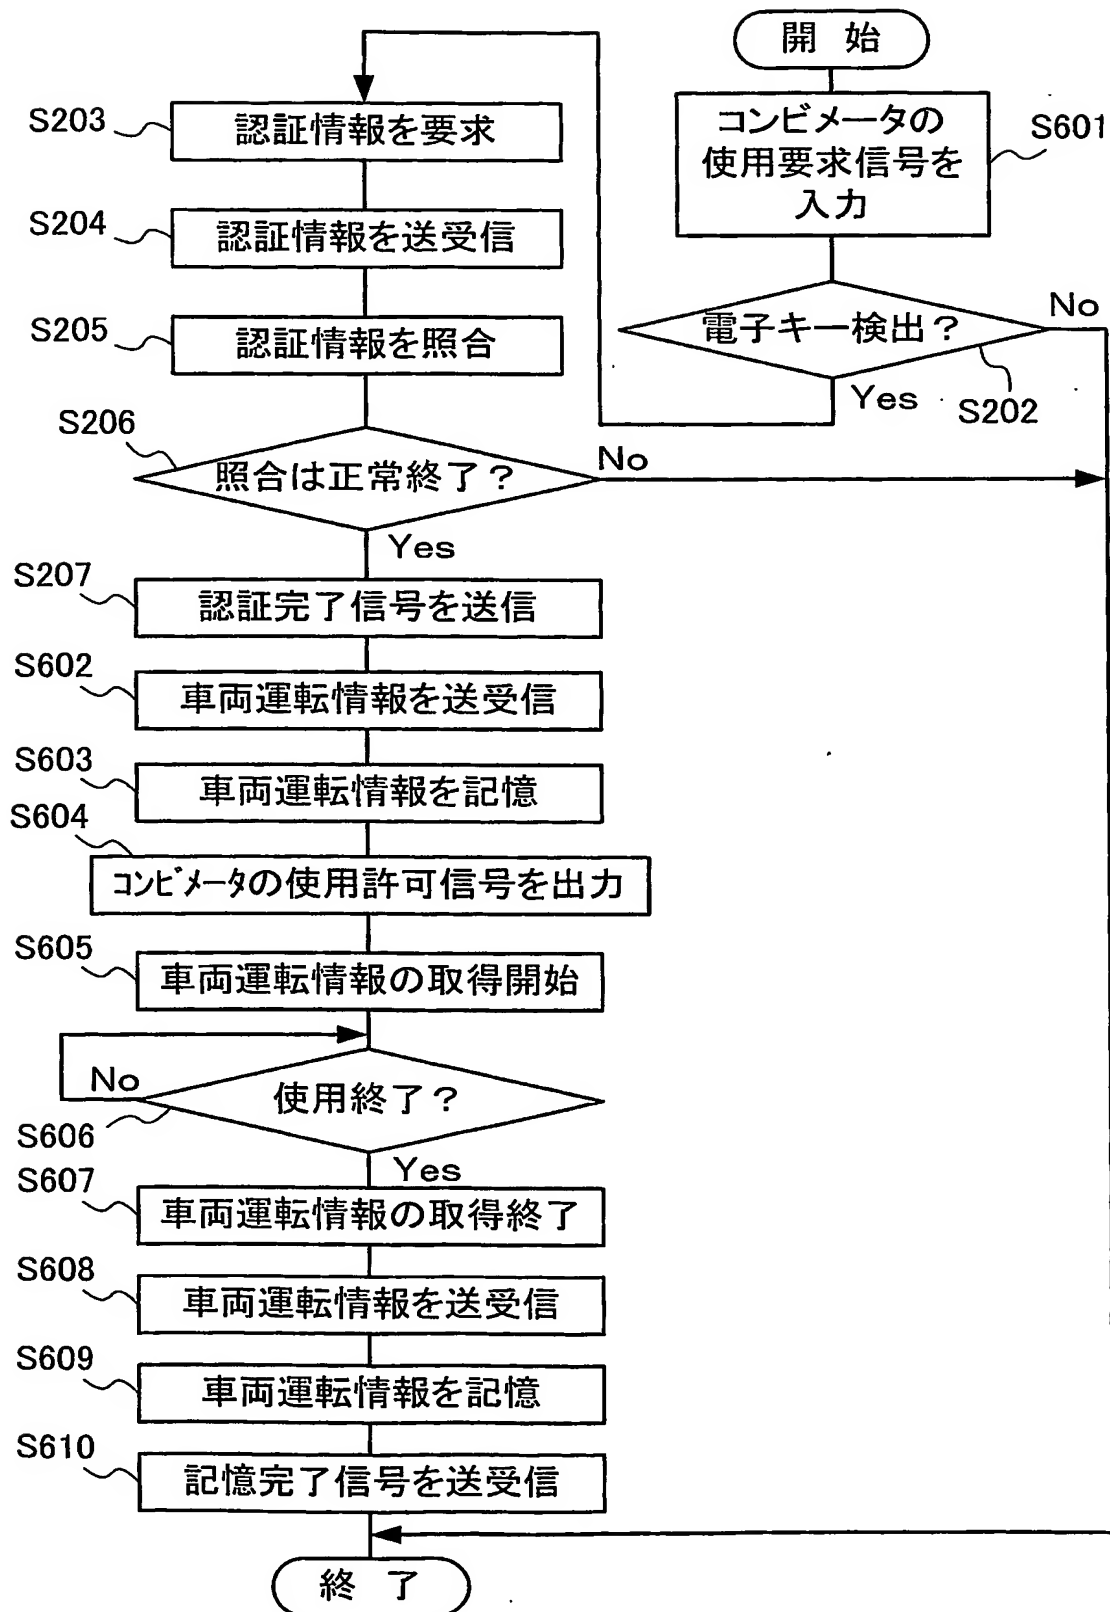 開 始
コンビメータの
使用要求信号を
入力
S601
電子キー検出？
No
Yes
S202
S203
認証情報を要求
S204
認証情報を送受信
S205
認証情報を照合
S206
照合は正常終了？
No
Yes
S207
認証完了信号を送信
S602
車両運転情報を送受信
S603
車両運転情報を記憶
S604
コンビメータの使用許可信号を出力
S605
車両運転情報の取得開始
No
使用終了？
S606
Yes
S607
車両運転情報の取得終了
S608
車両運転情報を送受信
S609
車両運転情報を記憶
S610
記憶完了信号を送受信
終 了